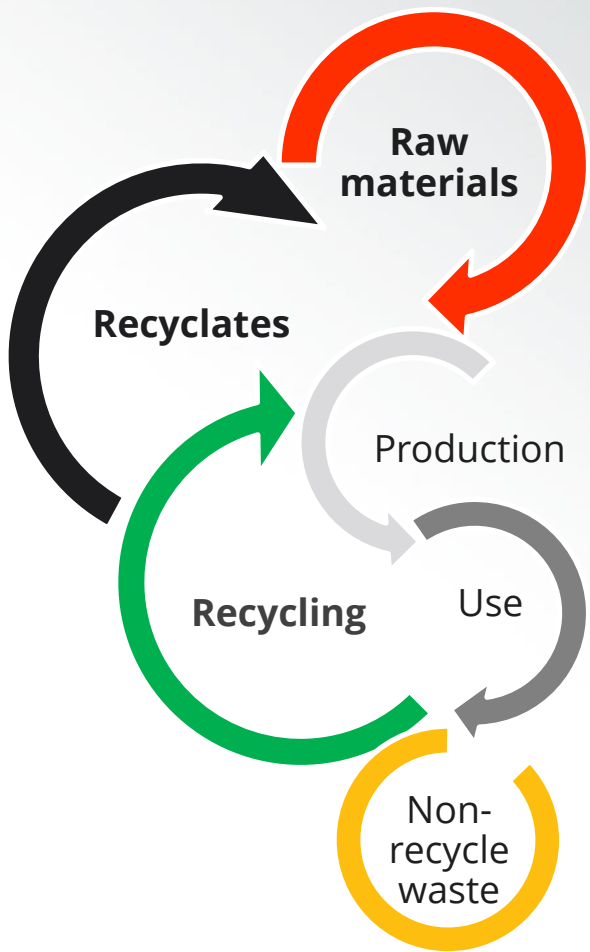 Raw
materials
Recyclates
Production
Use
Recycling
Non-
recycle
waste